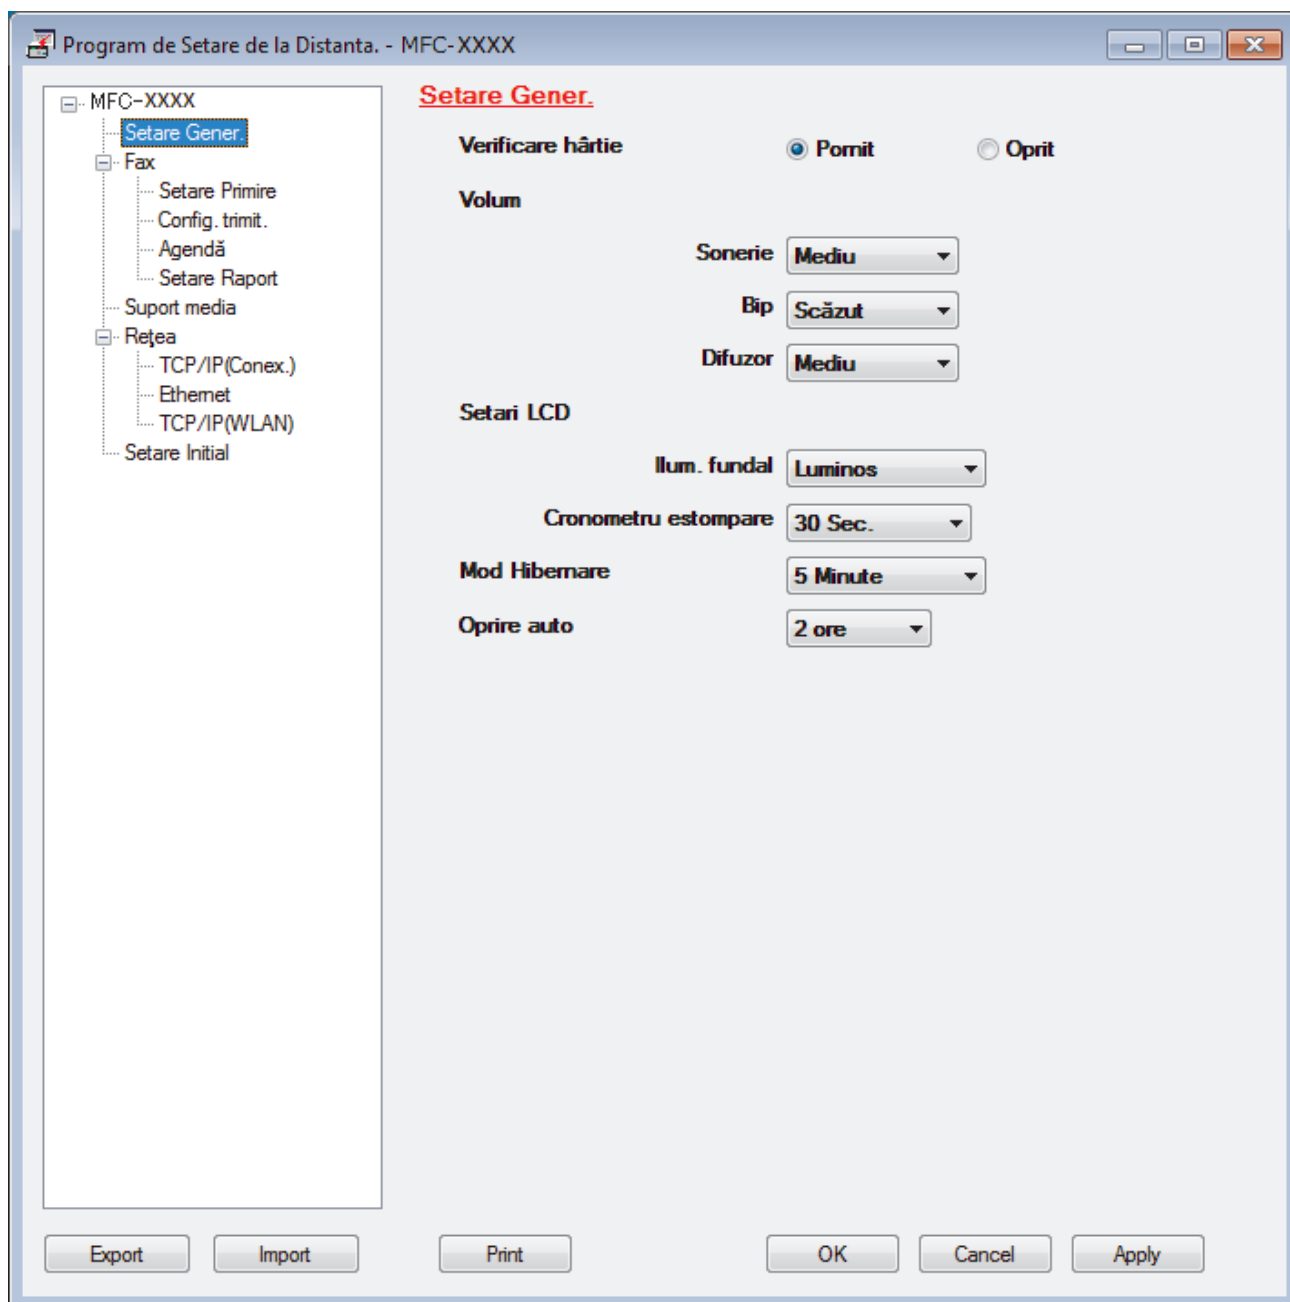 Program de Setare de la Distanta. - MFC-XXXX
MFC-XXXX
Setare Gener.
Fax
Setare Primire
Config. trimit.
Agendă
Setare Raport
Suport media
Reţea
TCP/IP(Conex.)
Ethernet
TCP/IP(WLAN)
Setare Initial
Setare Gener.
Verificare hârtie Pornit Oprit
Volum
Sonerie Mediu
Bip Scăzut
Difuzor Mediu
Setari LCD
Ilum. fundal Luminos
Cronometru estompare 30 Sec.
Mod Hibernare 5 Minute
Oprire auto 2 ore
Export Import Print OK Cancel Apply